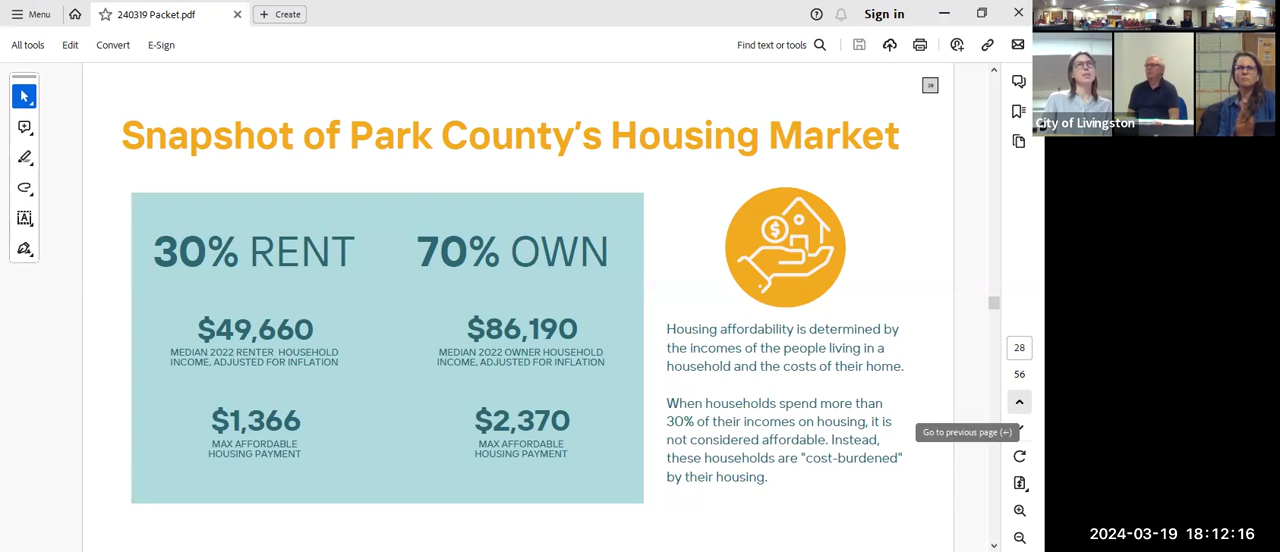 Menu
240319 Packet.pdf
Create
Sign in
All tools
Edit
Convert
E-Sign
Find text or tools
28
Snapshot of Park County's Housing Market
30% RENT
70% OWN
$49,660
MEDIAN 2022 RENTER HOUSEHOLD
INCOME, ADJUSTED FOR INFLATION
$86,190
MEDIAN 2022 OWNER HOUSEHOLD
INCOME, ADJUSTED FOR INFLATION
$1,366
MAX AFFORDABLE
HOUSING PAYMENT
$2,370
MAX AFFORDABLE
HOUSING PAYMENT
$
Housing affordability is determined by
the incomes of the people living in a
household and the costs of their home.
When households spend more than
30% of their incomes on housing, it is
not considered affordable. Instead,
these households are "cost-burdened"
by their housing.
28
56
Go to previous page (←)
City of Livingston
2024-03-19 18:12:16